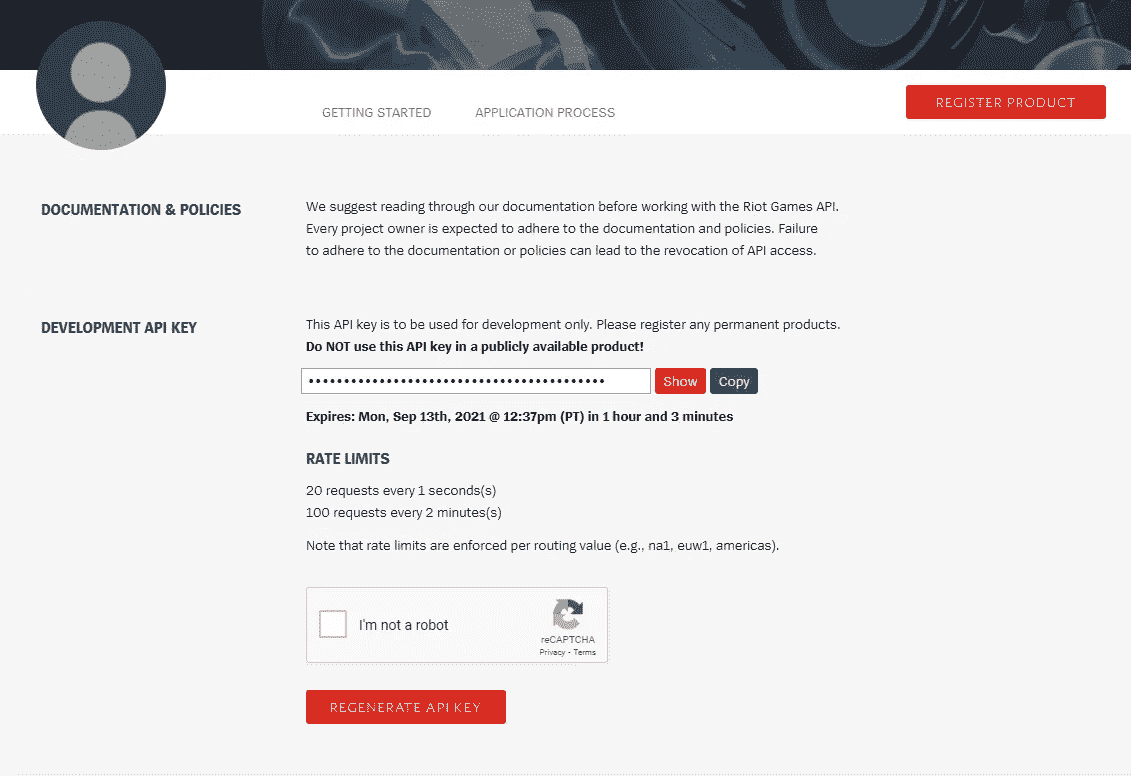 GETTING STARTED
APPLICATION PROCESS
REGISTER PRODUCT
DOCUMENTATION & POLICIES
We suggest reading through our documentation before working with the Riot Games API.
Every project owner is expected to adhere to the documentation and policies. Failure
to adhere to the documentation or policies can lead to the revocation of API access.
DEVELOPMENT API KEY
This API key is to be used for development only. Please register any permanent products.
Do NOT use this API key in a publicly available product!
••••••••••••••••••••••••••••••••••••••••••
Show
Copy
Expires: Mon, Sep 13th, 2021 @ 12:37pm (PT) in 1 hour and 3 minutes
RATE LIMITS
20 requests every 1 seconds(s)
100 requests every 2 minutes(s)
Note that rate limits are enforced per routing value (e.g., na1, euw1, americas).
I'm not a robot
reCAPTCHA
Privacy - Terms
REGENERATE API KEY